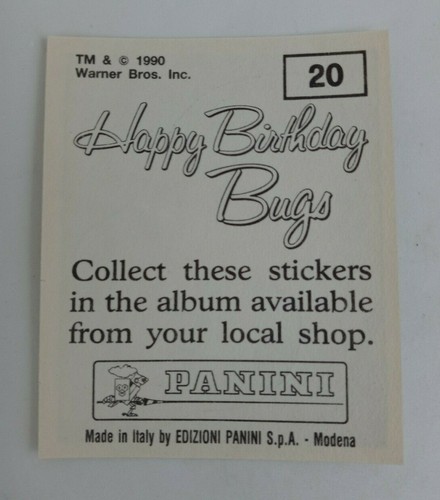 TM & © 1990
Warner Bros. Inc.
20
Happy Birthday
Bugs
Collect these stickers
in the album available
from your local shop.
PANINI
Made in Italy by EDIZIONI PANINI S.p.A. - Modena